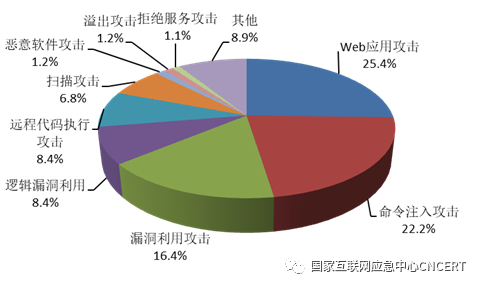 溢出攻击
1.2%
拒绝服务攻击
1.1%
其他
8.9%
恶意软件攻击
1.2%
Web应用攻击
25.4%
扫描攻击
6.8%
远程代码执行
攻击
8.4%
逻辑漏洞利用
8.4%
命令注入攻击
22.2%
漏洞利用攻击
16.4%
国家互联网应急中心CNCERT